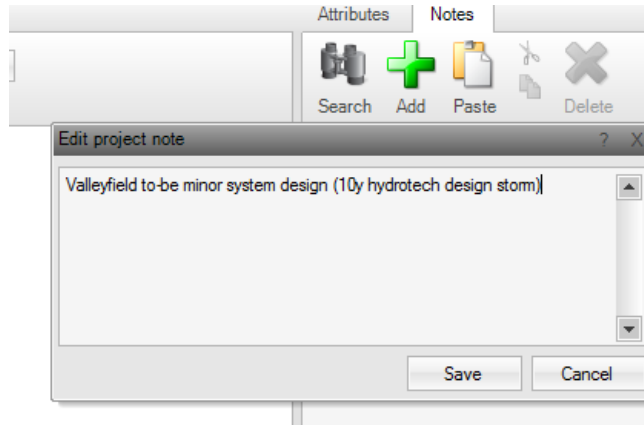 Attributes Notes
Search Add Paste Delete
Edit project note ? X
Valleyfield to-be minor system design (10y hydrotech design storm)
Save Cancel